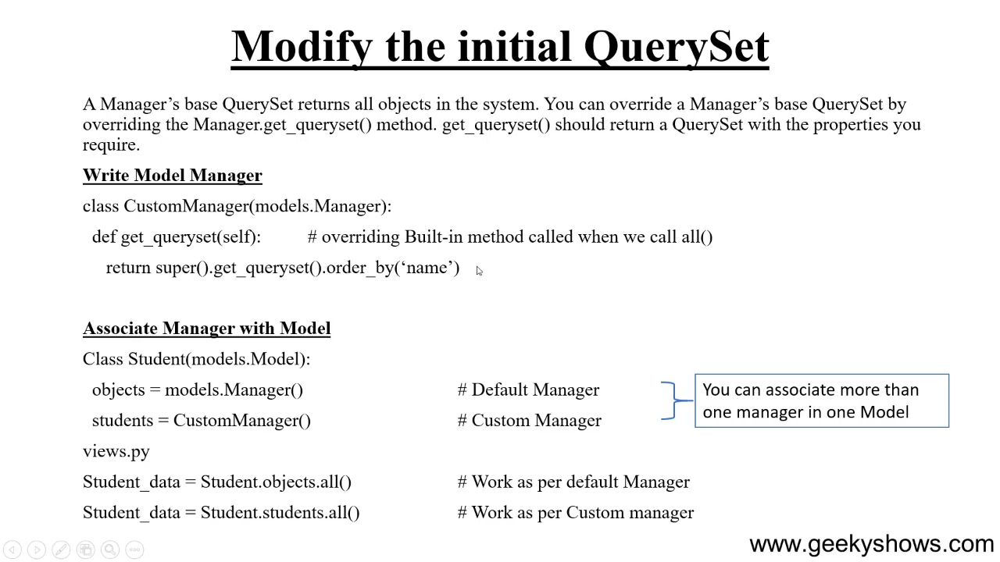 Modify the initial QuerySet
A Manager’s base QuerySet returns all objects in the system. You can override a Manager’s base QuerySet by
overriding the Manager.get_queryset() method. get_queryset() should return a QuerySet with the properties you
require.
Write Model Manager
class CustomManager(models.Manager):
def get_queryset(self): # overriding Built-in method called when we call all()
return super().get_queryset().order_by(‘name’)
Associate Manager with Model
Class Student(models.Model):
objects = models.Manager() # Default Manager
students = CustomManager() # Custom Manager
You can associate more than
one manager in one Model
views.py
Student_data = Student.objects.all() # Work as per default Manager
Student_data = Student.students.all() # Work as per Custom manager
www.geekyshows.com